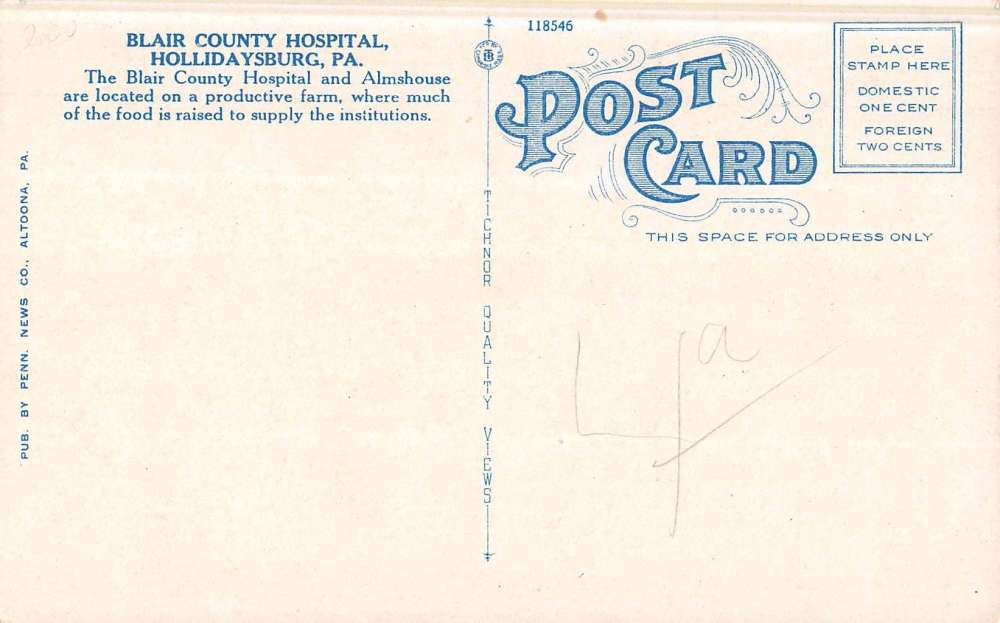 BLAIR COUNTY HOSPITAL,
HOLLIDAYSBURG, PA.
The Blair County Hospital and Almshouse
are located on a productive farm, where much
of the food is raised to supply the institutions.
PUB. BY PENN. NEWS CO., ALTOONA, PA.
TICHNOR QUALITY VIEWS
118546
POST
CARD
THIS SPACE FOR ADDRESS ONLY
PLACE
STAMP HERE
DOMESTIC
ONE CENT
FOREIGN
TWO CENTS
4a